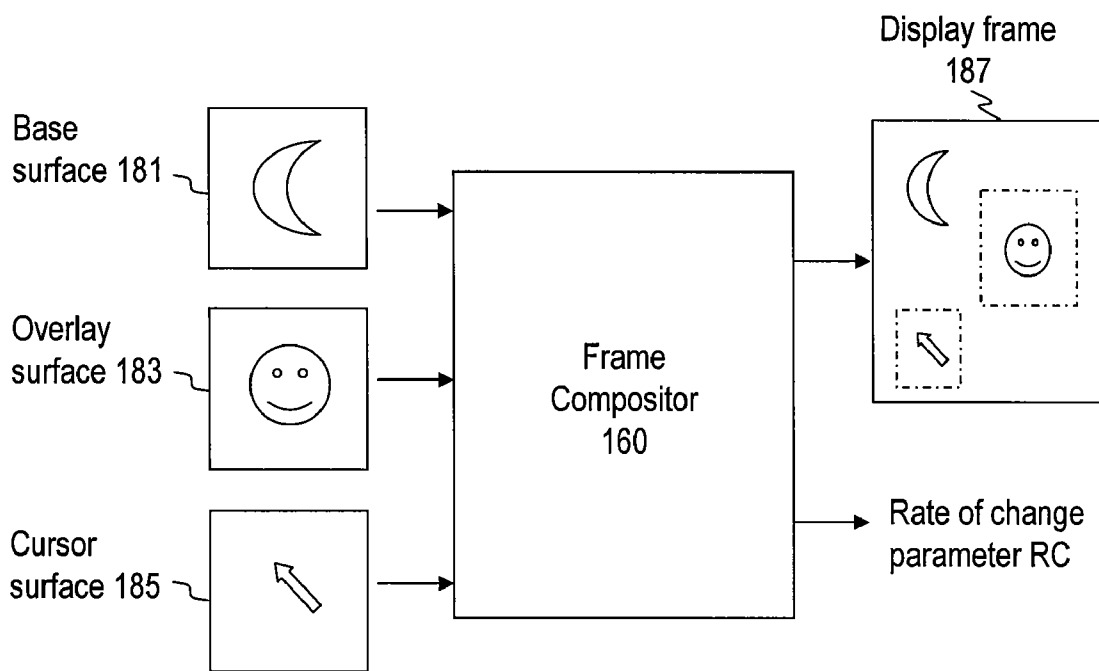 Display frame
187
Base
surface 181
Overlay
surface 183
Frame
Compositor
160
Cursor
surface 185
Rate of change
parameter RC